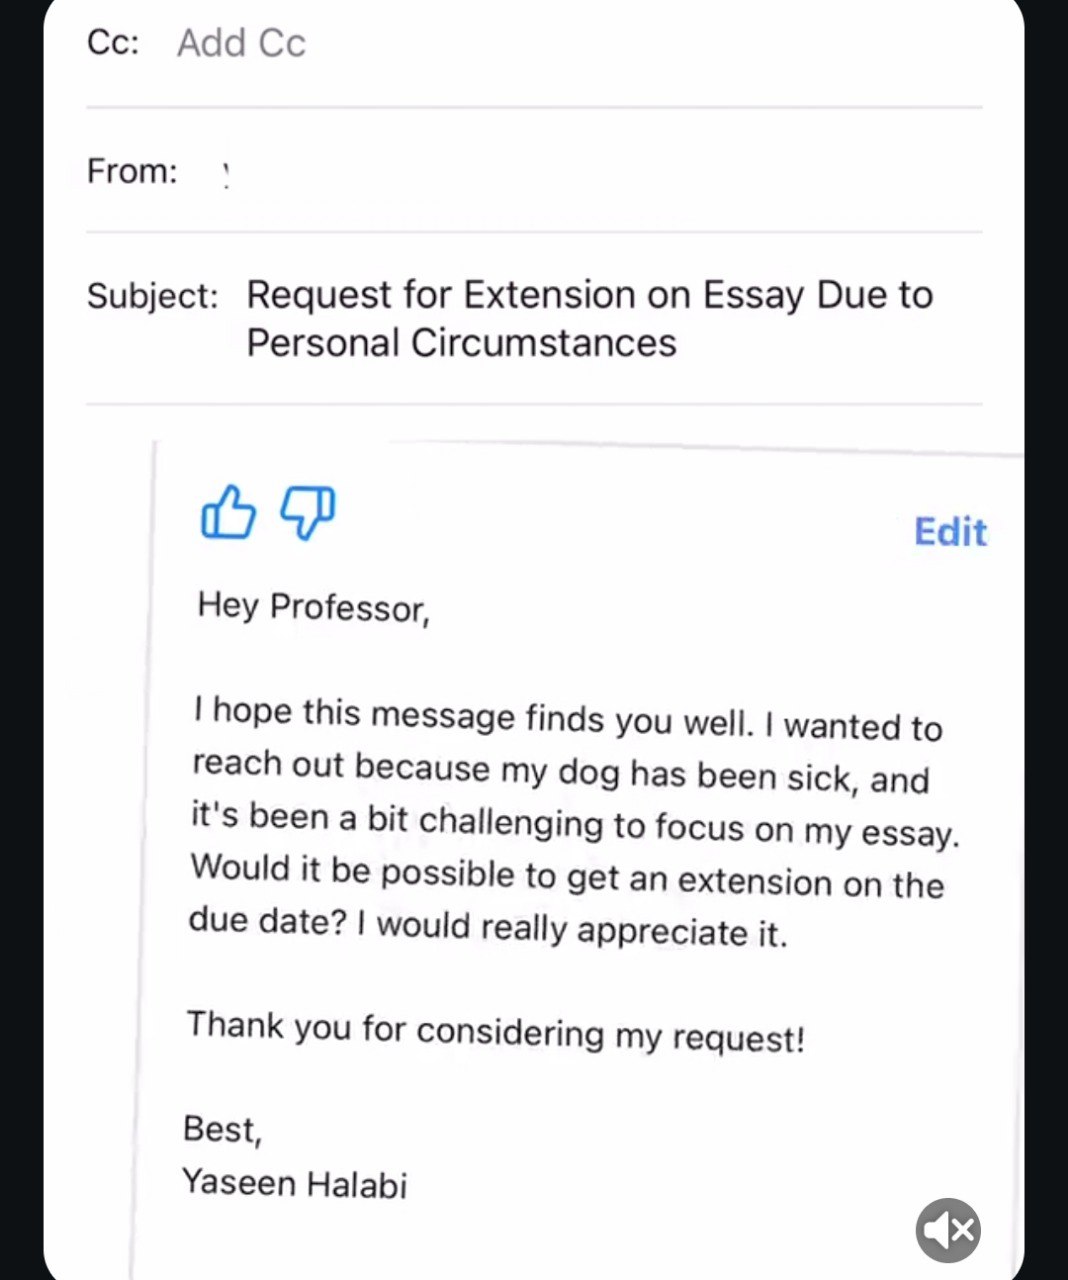 Cc: Add Cc
From:
Subject: Request for Extension on Essay Due to
Personal Circumstances
Edit
Hey Professor,
I hope this message finds you well. I wanted to
reach out because my dog has been sick, and
it's been a bit challenging to focus on my essay.
Would it be possible to get an extension on the
due date? I would really appreciate it.
Thank you for considering my request!
Best,
Yaseen Halabi